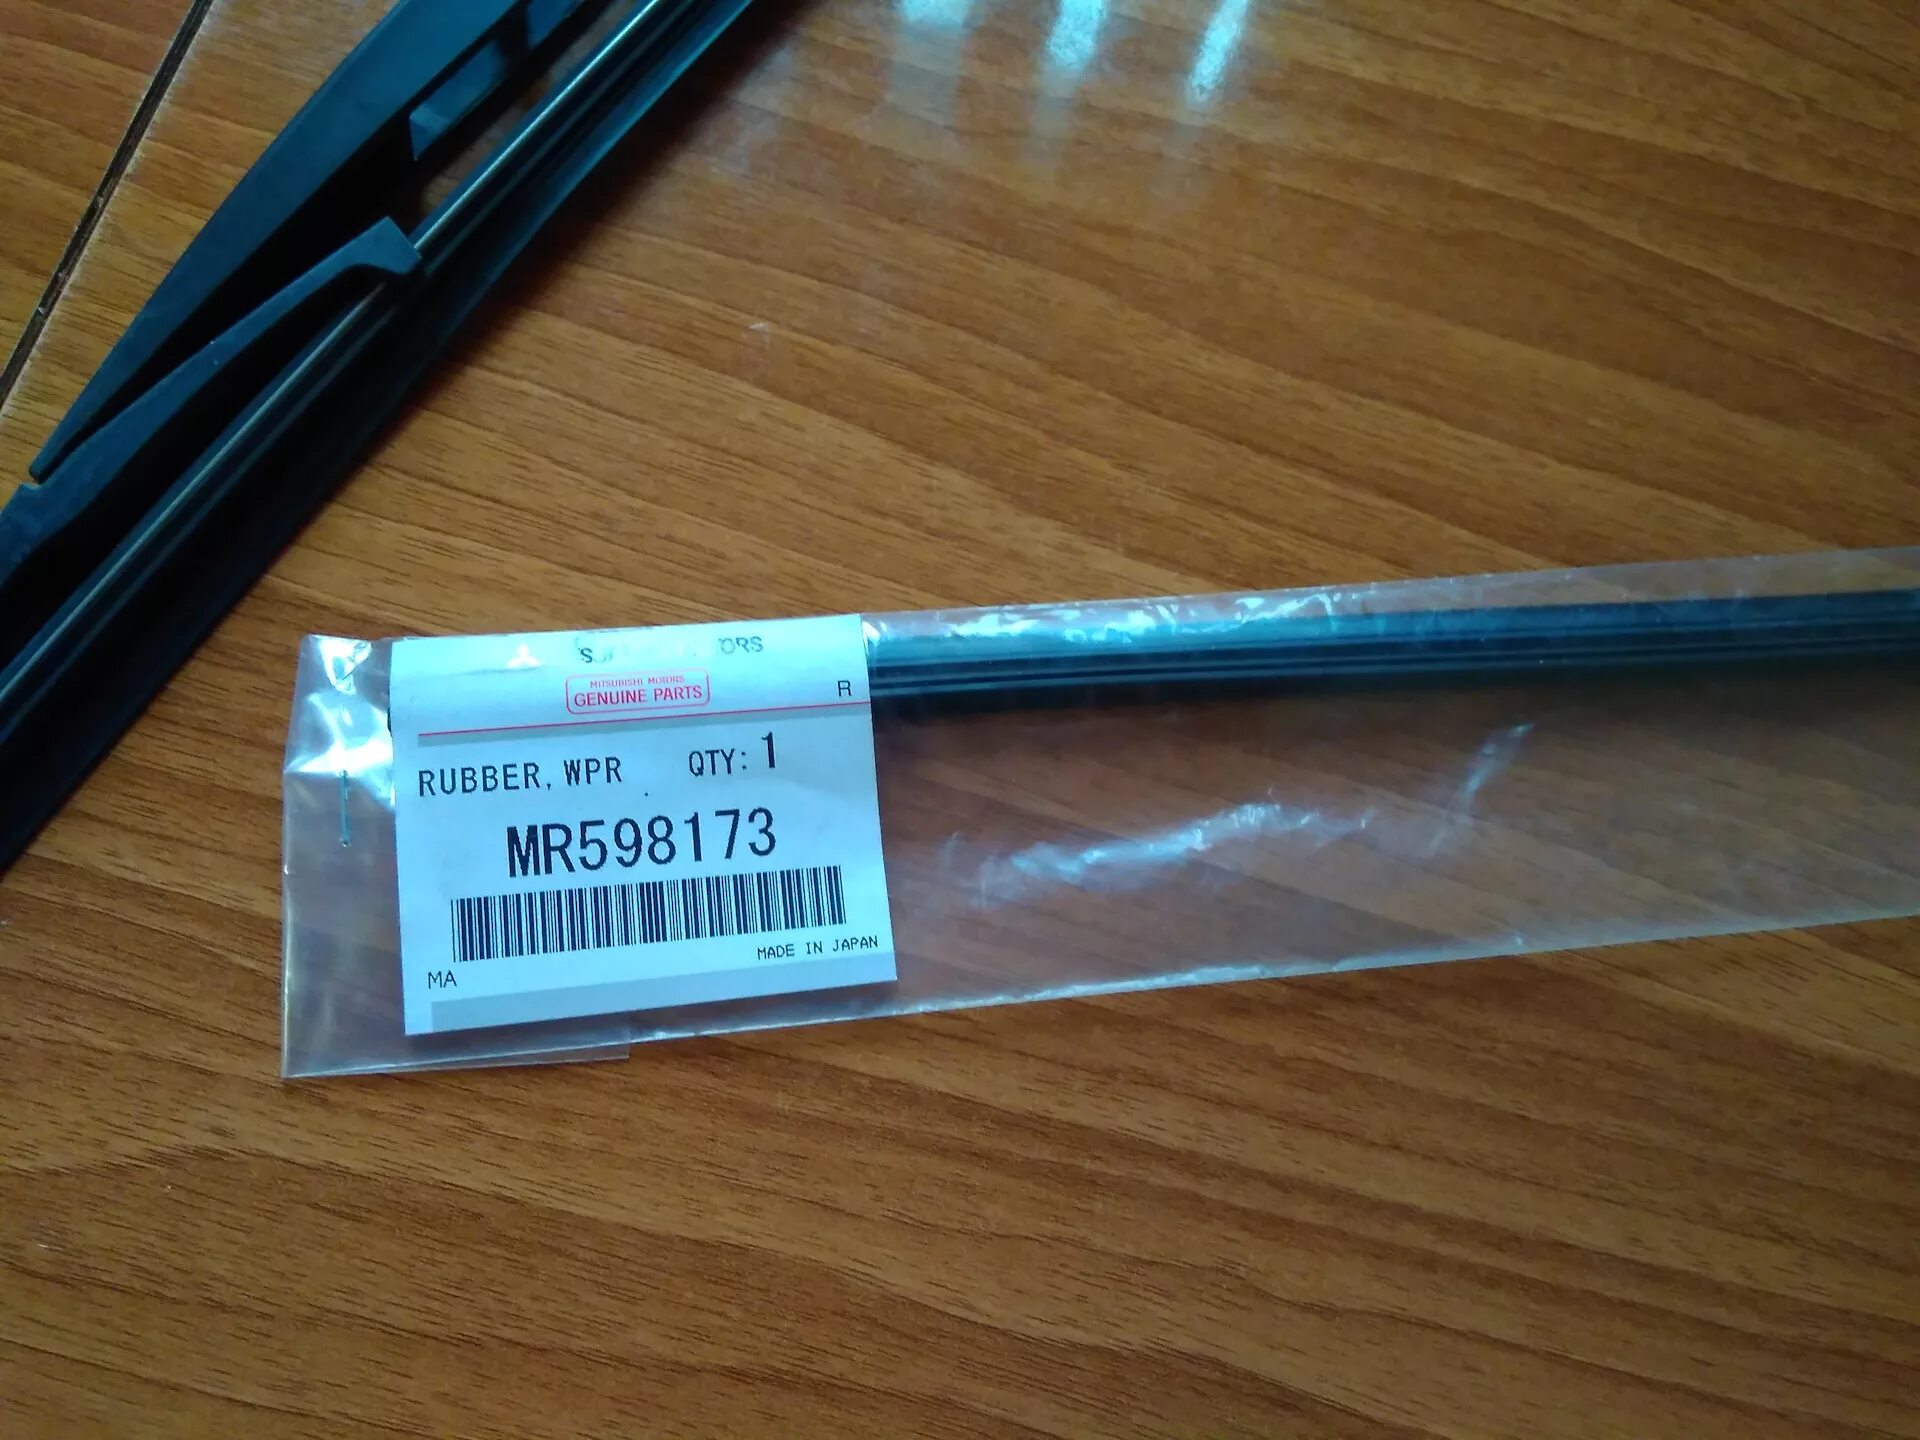 MITSUBISHI MOTORS
GENUINE PARTS
R
RUBBER, WPR QTY: 1
MR598173
MADE IN JAPAN
MA